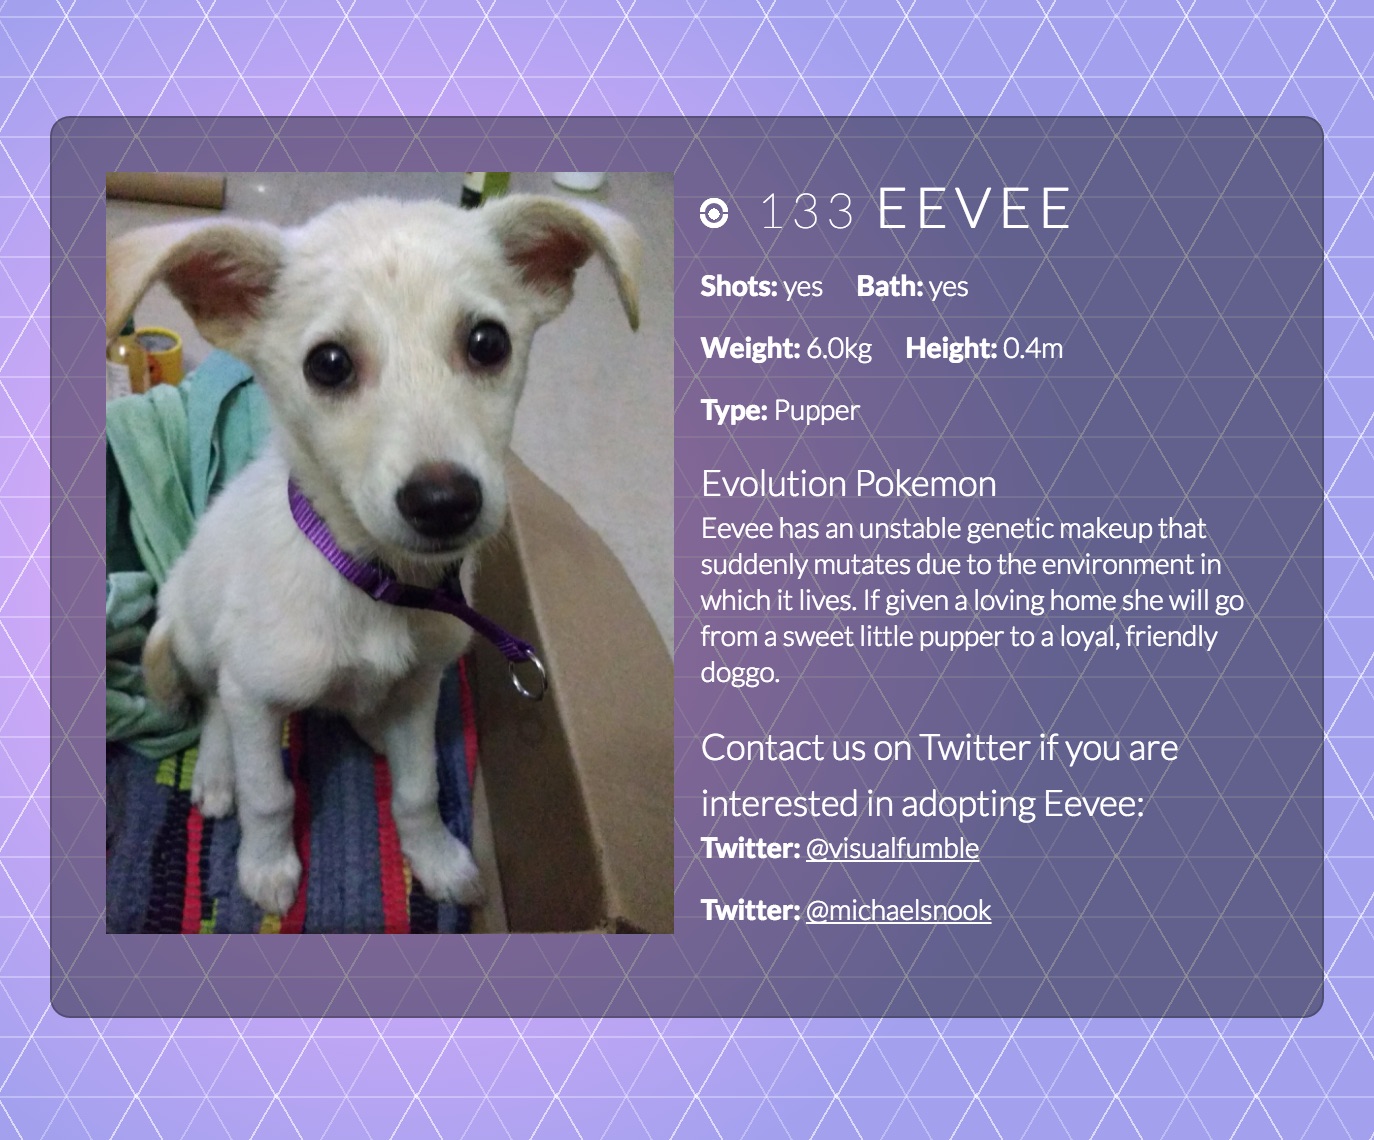 133 EEVEE
Shots: yes Bath: yes
Weight: 6.0kg Height: 0.4m
Type: Pupper
Evolution Pokemon
Eevee has an unstable genetic makeup that
suddenly mutates due to the environment in
which it lives. If given a loving home she will go
from a sweet little pupper to a loyal, friendly
doggo.
Contact us on Twitter if you are
interested in adopting Eevee:
Twitter: @visualfumble
Twitter: @michaelsnook